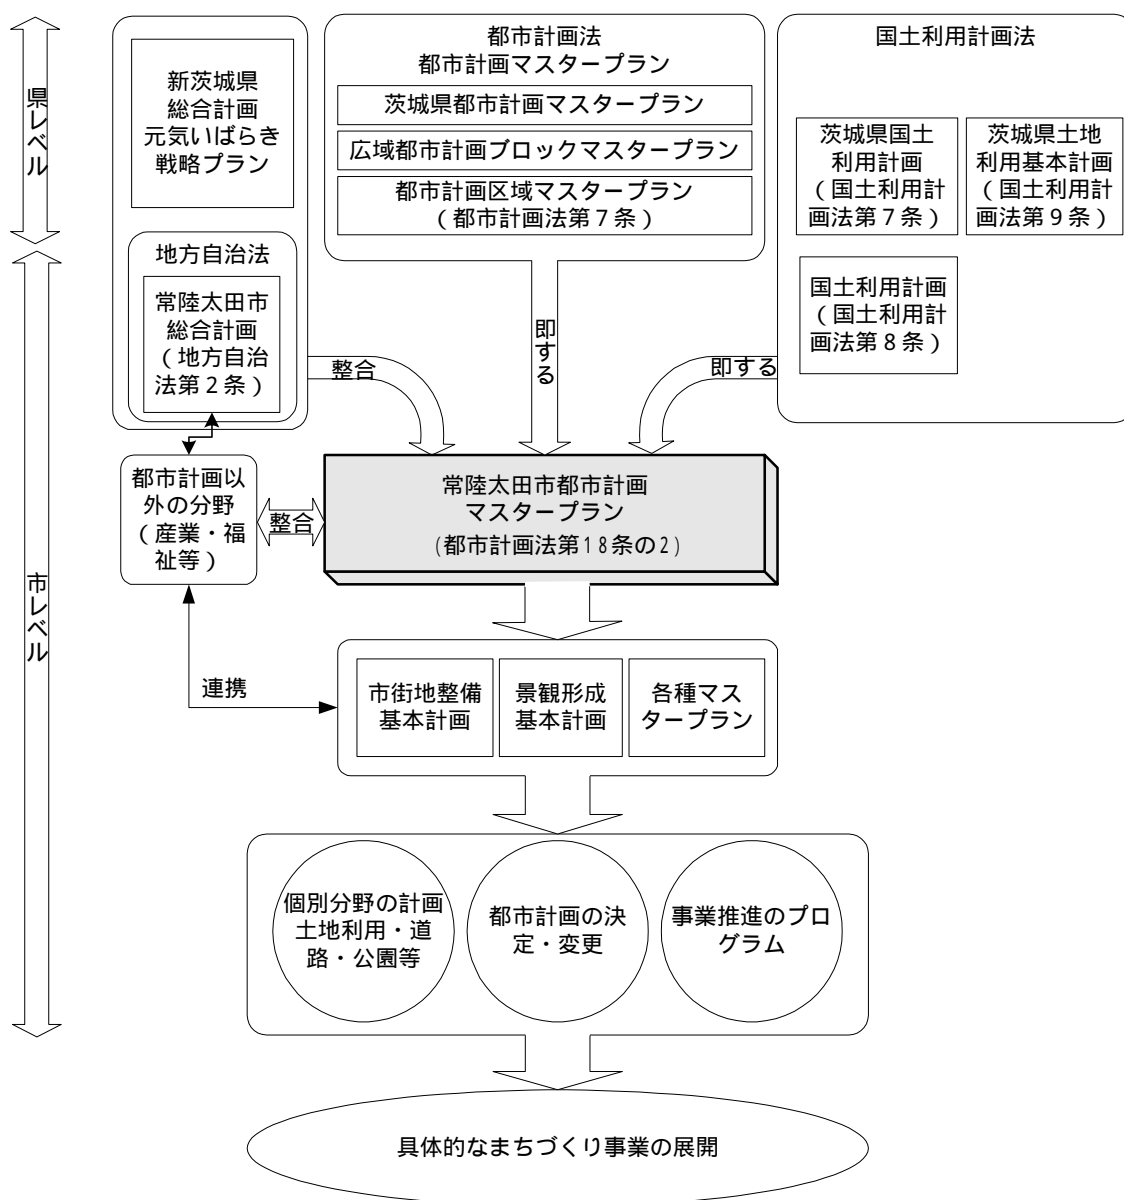 県レベル
新茨城県
総合計画
元気いばらき
戦略プラン
都市計画法
都市計画マスタープラン
茨城県都市計画マスタープラン
広域都市計画ブロックマスタープラン
都市計画区域マスタープラン
（都市計画法第７条）
国土利用計画法
茨城県国土
利用計画
（国土利用計
画法第７条）
茨城県土地
利用基本計画
（国土利用計
画法第９条）
国土利用計画
（国土利用計
画法第８条）
市レベル
地方自治法
常陸太田市
総合計画
（地方自治
法第２条）
整合
即する
即する
都市計画以
外の分野
（産業・福
祉等）
整合
常陸太田市都市計画
マスタープラン
(都市計画法第18条の2)
連携
市街地整備
基本計画
景観形成
基本計画
各種マス
タープラン
個別分野の計画
土地利用・道
路・公園等
都市計画の決
定・変更
事業推進のプロ
グラム
具体的なまちづくり事業の展開